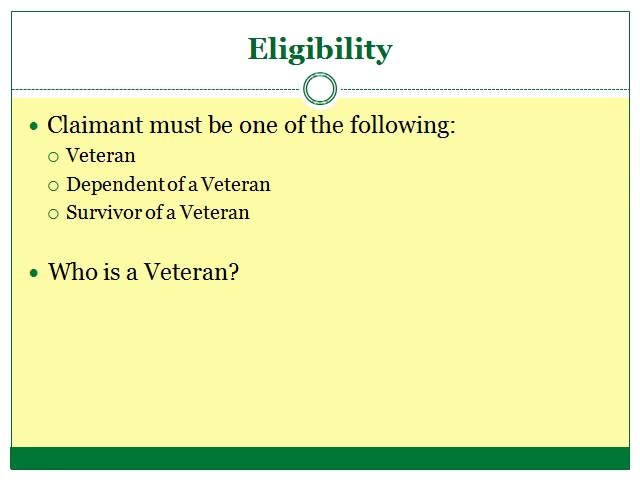 Eligibility
Claimant must be one of the following:
Veteran
Dependent of a Veteran
Survivor of a Veteran
Who is a Veteran?